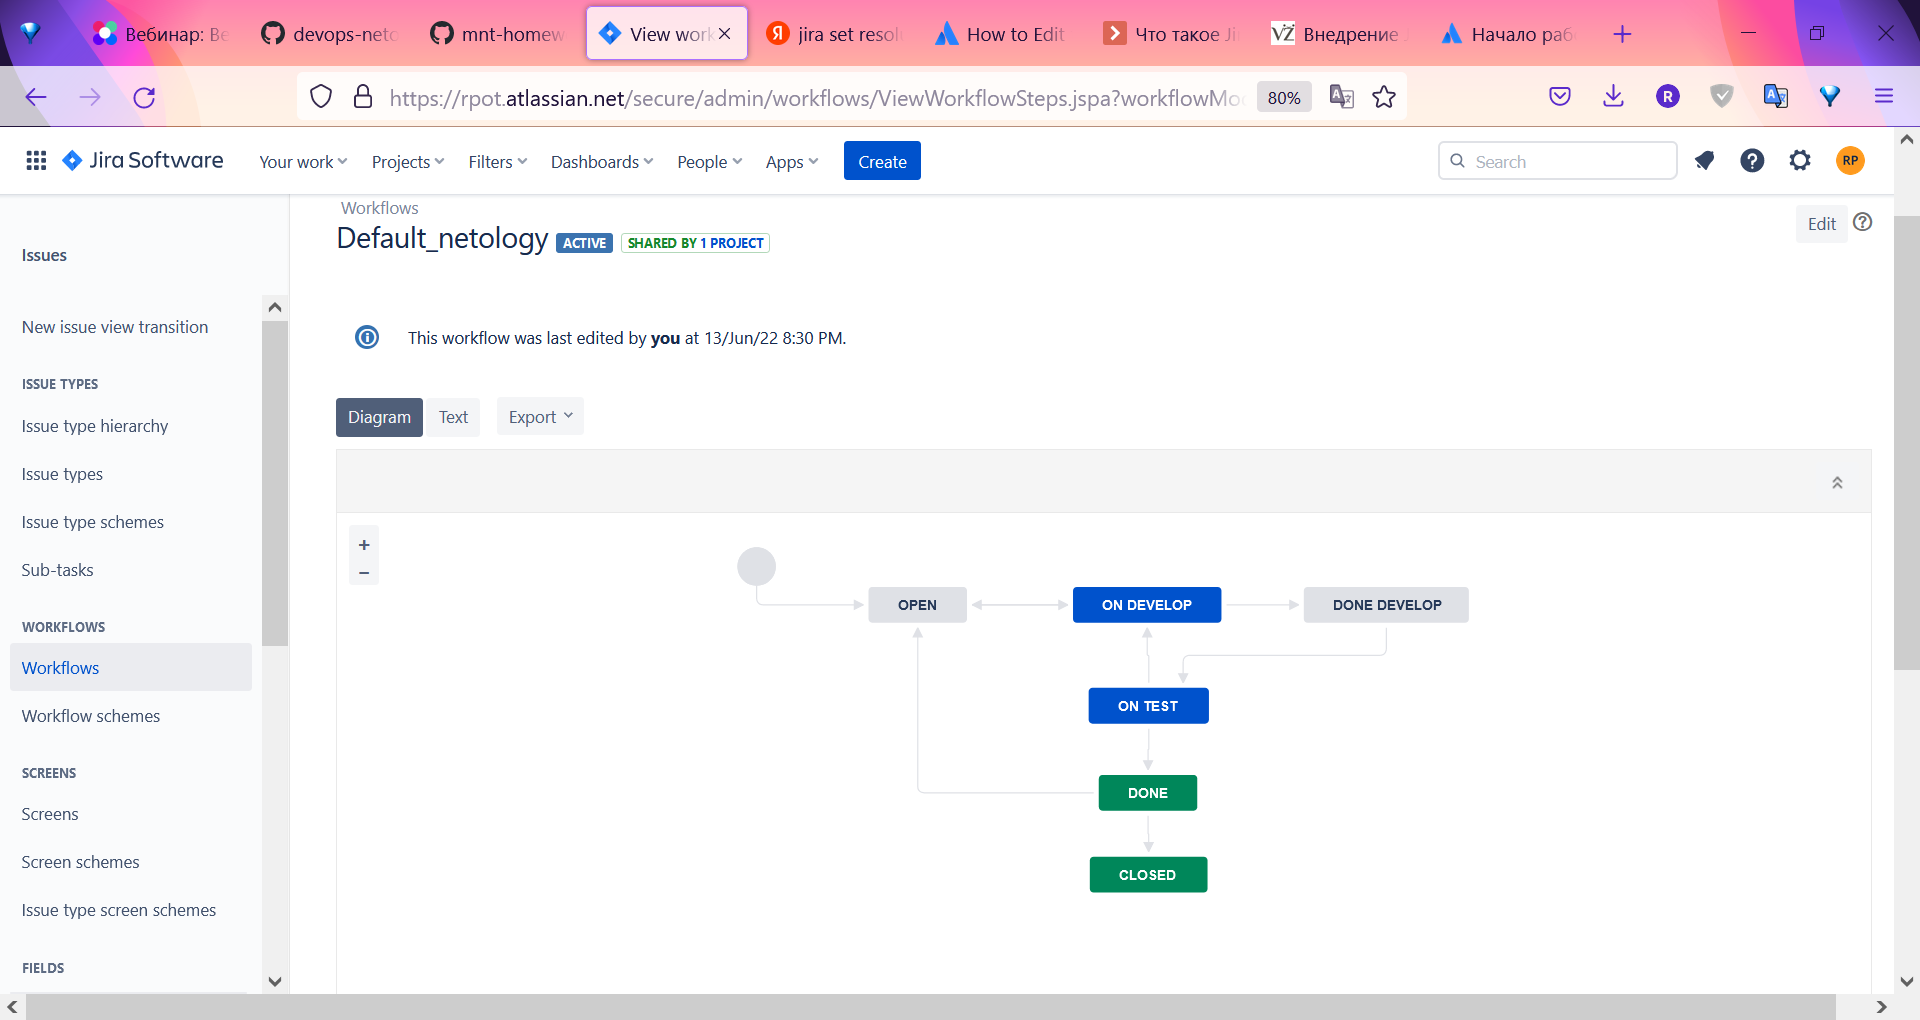 Вебинар: Ве
devops-neto
mnt-homew
View work
jira set resol
How to Edit
Что такое Ji
VZ Внедрение
Начало раб
https://rpot.atlassian.net/secure/admin/workflows/ViewWorkflowSteps.jspa?workflowMo
80%
Jira Software
Your work
Projects
Filters
Dashboards
People
Apps
Create
Search
RP
Issues
New issue view transition
ISSUE TYPES
Issue type hierarchy
Issue types
Issue type schemes
Sub-tasks
WORKFLOWS
Workflows
Workflow schemes
SCREENS
Screens
Screen schemes
Issue type screen schemes
FIELDS
Workflows
Default_netology ACTIVE SHARED BY 1 PROJECT
Edit
This workflow was last edited by you at 13/Jun/22 8:30 PM.
Diagram
Text
Export
+
−
OPEN
ON DEVELOP
DONE DEVELOP
ON TEST
DONE
CLOSED